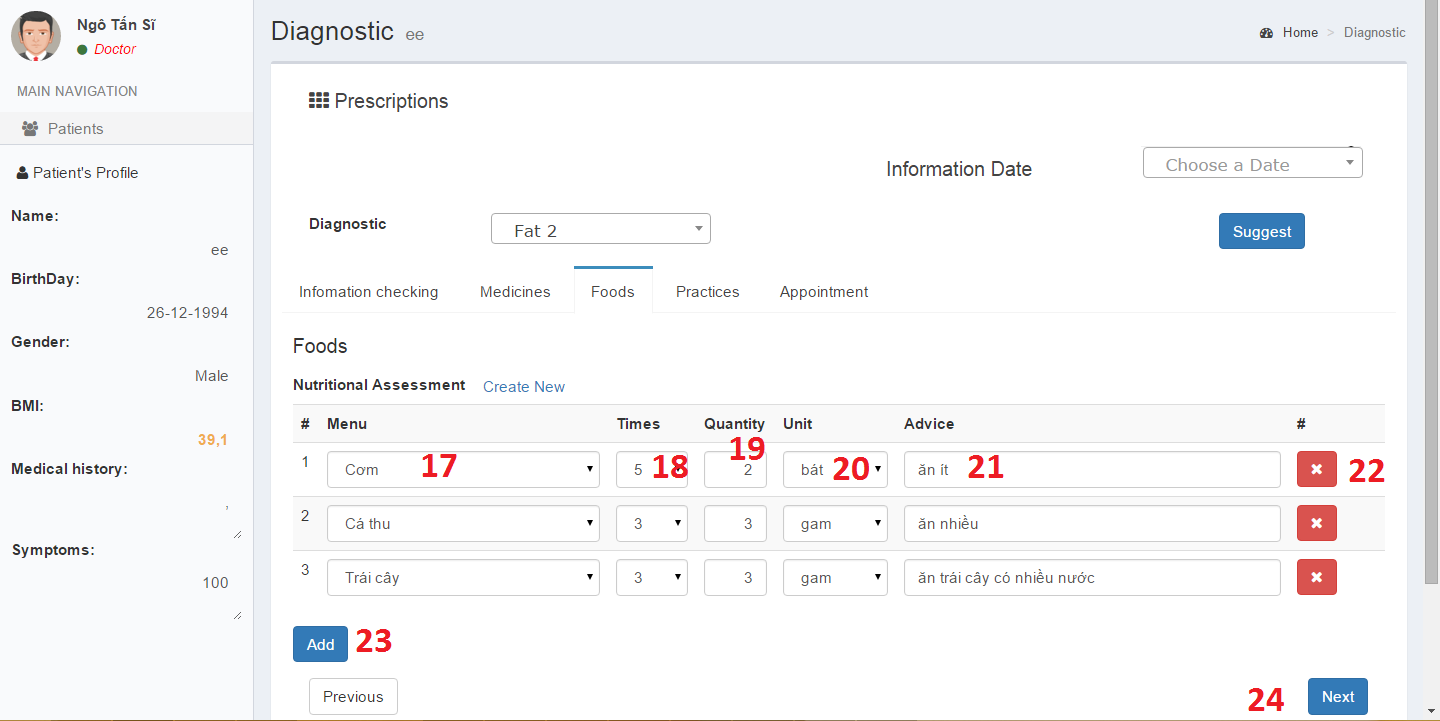 Ngô Tấn Sĩ
Doctor
MAIN NAVIGATION
Patients
Patient's Profile
Name:
ee
BirthDay:
26-12-1994
Gender:
Male
BMI:
39,1
Medical history:
,
Symptoms:
100
Diagnostic ee
Home > Diagnostic
Prescriptions
Information Date Choose a Date
Diagnostic Fat 2 Suggest
Infomation checking Medicines Foods Practices Appointment
Foods
Nutritional Assessment Create New
# Menu Times Quantity Unit Advice #
1 Cơm 17 5 18 2 19 bát 20 ăn ít 21 22
2 Cá thu 3 3 gam ăn nhiều
3 Trái cây 3 3 gam ăn trái cây có nhiều nước
Add 23
Previous 24 Next